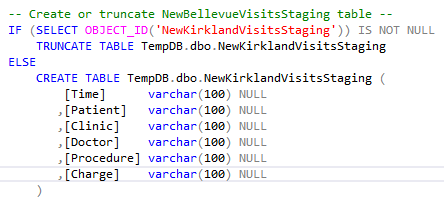 -- Create or truncate NewBellevueVisitsStaging table --
IF (SELECT OBJECT_ID('NewKirklandVisitsStaging')) IS NOT NULL
    TRUNCATE TABLE TempDB.dbo.NewKirklandVisitsStaging
ELSE
    CREATE TABLE TempDB.dbo.NewKirklandVisitsStaging (
        [Time]      varchar(100) NULL
       ,[Patient]   varchar(100) NULL
       ,[Clinic]    varchar(100) NULL
       ,[Doctor]    varchar(100) NULL
       ,[Procedure] varchar(100) NULL
       ,[Charge]    varchar(100) NULL
    )